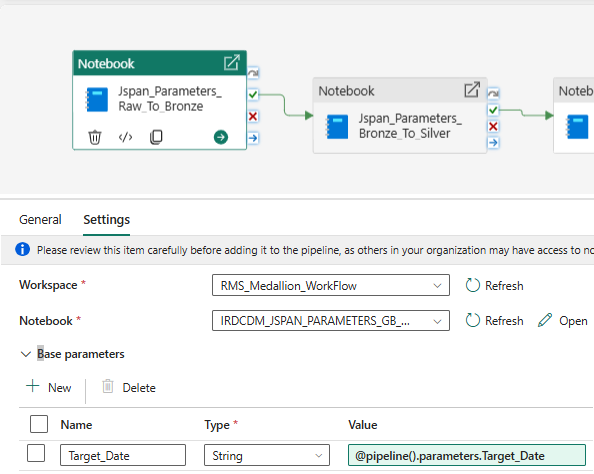 Notebook
Jspan_Parameters_
Raw_To_Bronze
Notebook
Jspan_Parameters_
Bronze_To_Silver
Noteb
General
Settings
Please review this item carefully before adding it to the pipeline, as others in your organization may have access to no
Workspace *
RMS_Medallion_WorkFlow
Refresh
Notebook *
IRDCDM_JSPAN_PARAMETERS_GB_...
Refresh
Open
Base parameters
New
Delete
Name
Type *
Value
Target_Date
String
@pipeline().parameters.Target_Date